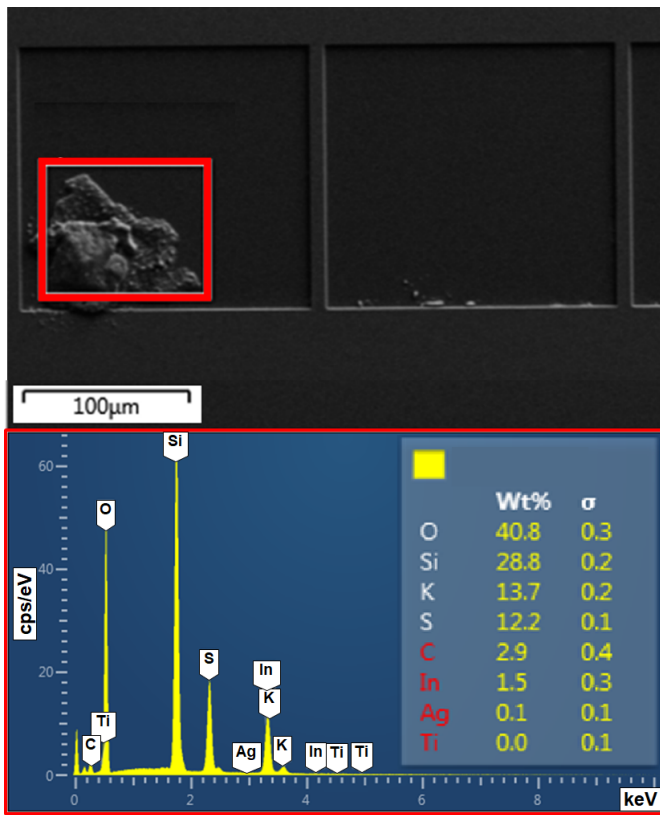 100µm
Si
60
O
Wt% σ
O 40.8 0.3
Si 28.8 0.2
40
K 13.7 0.2
cps/eV
S 12.2 0.1
S
C 2.9 0.4
In
20
In 1.5 0.3
K
Ag 0.1 0.1
Ti
C
Ag
K
In
Ti
Ti
Ti 0.0 0.1
0
0 2 4 6 8 keV